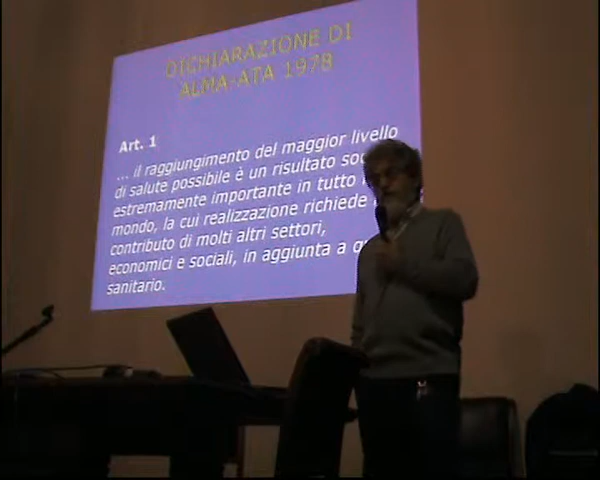 DICHIARAZIONE DI
ALMA-ATA 1978
Art. 1
... il raggiungimento del maggior livello
di salute possibile è un risultato
estremamente importante in tutto
mondo, la cui realizzazione richiede
contributo di molti altri settori,
economici e sociali, in aggiunta a
sanitario.